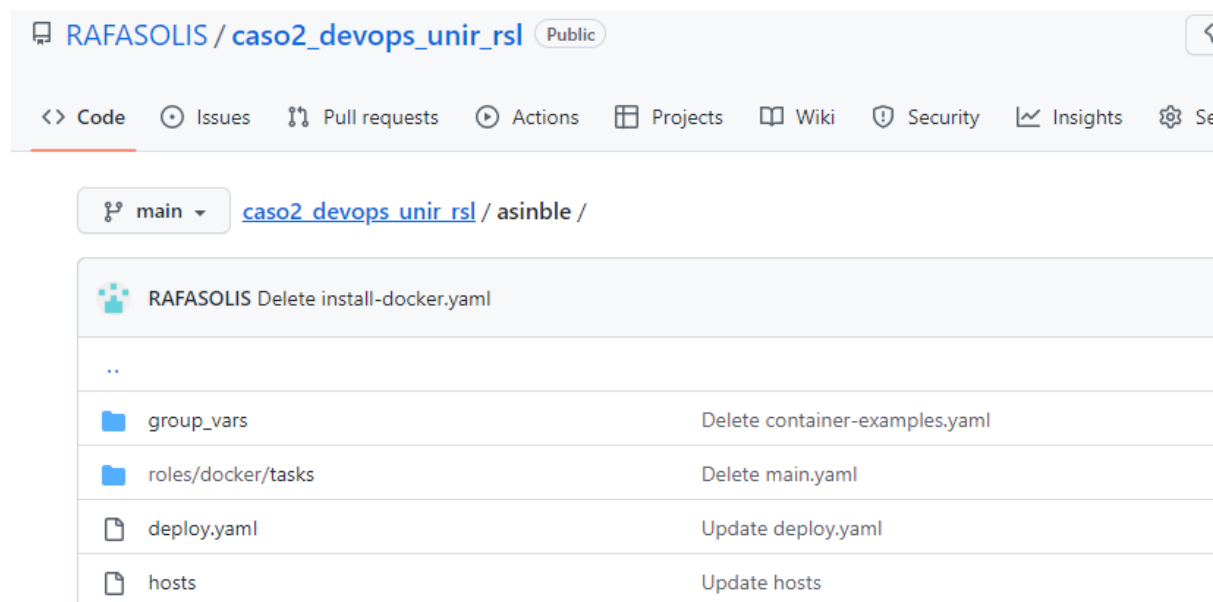 RAFASOLIS / caso2_devops_unir_rsl Public
<> Code Issues Pull requests Actions Projects Wiki Security Insights Se
main caso2_devops_unir_rsl / asinble /
RAFASOLIS Delete install-docker.yaml
..
group_vars Delete container-examples.yaml
roles/docker/tasks Delete main.yaml
deploy.yaml Update deploy.yaml
hosts Update hosts